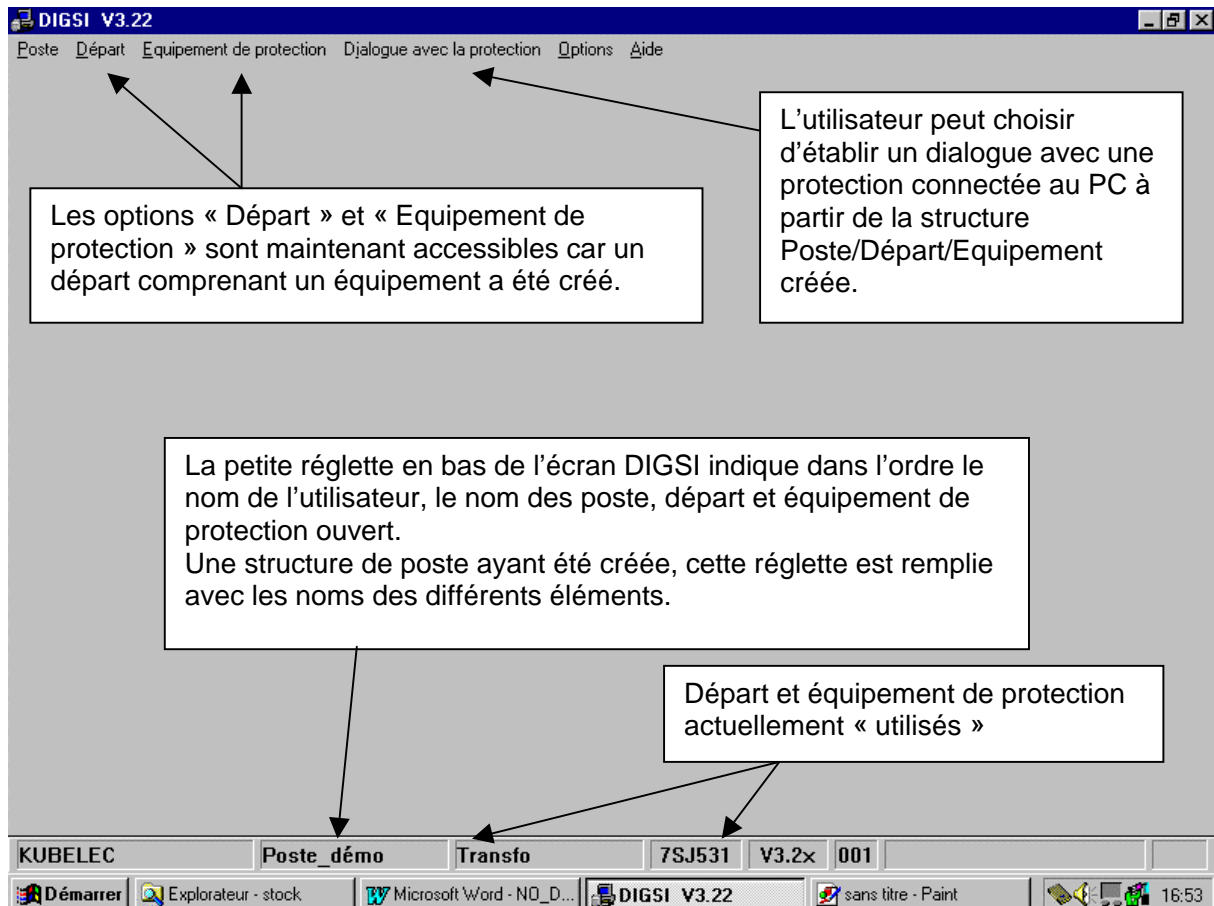 DIGSI V3.22
Poste Départ Equipement de protection Dialogue avec la protection Options Aide
L'utilisateur peut choisir
d'établir un dialogue avec une
protection connectée au PC à
partir de la structure
Poste/Départ/Equipement
créée.
Les options « Départ » et « Equipement de
protection » sont maintenant accessibles car un
départ comprenant un équipement a été créé.
La petite réglette en bas de l'écran DIGSI indique dans l'ordre le
nom de l'utilisateur, le nom des poste, départ et équipement de
protection ouvert.
Une structure de poste ayant été créée, cette réglette est remplie
avec les noms des différents éléments.
Départ et équipement de protection
actuellement « utilisés »
KUBELEC Poste_démo Transfo 7SJ531 V3.2x 001
Démarrer Explorateur - stock Microsoft Word - NO_D... DIGSI V3.22 sans titre - Paint 16:53